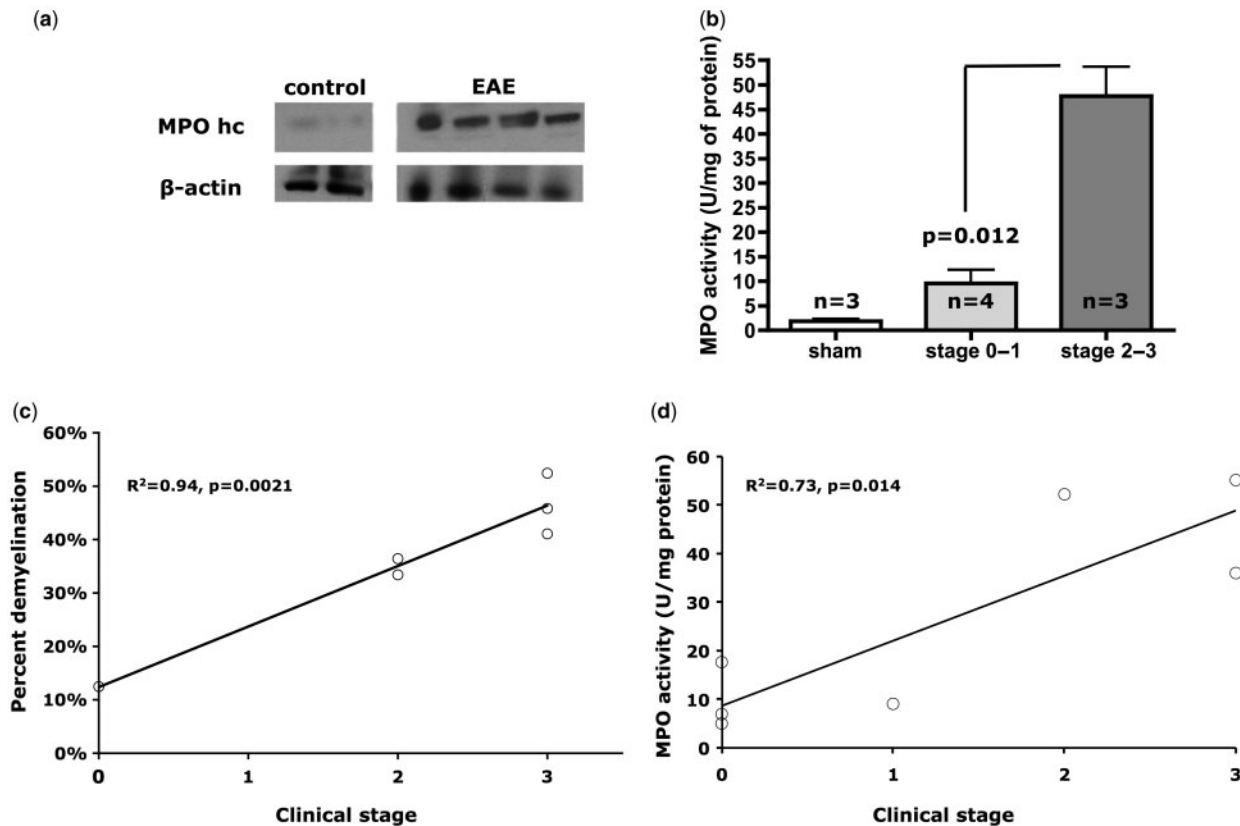 (a)
control EAE
MPO hc
β-actin
(b)
MPO activity (U/mg of protein)
55
50
45
40
35
30
25
20
15
10
5
0
p=0.012
n=3
n=4
n=3
sham stage 0–1 stage 2–3
(c)
Percent demyelination
60%
50%
40%
30%
20%
10%
0%
R²=0.94, p=0.0021
0 1 2 3
Clinical stage
(d)
MPO activity (U/mg protein)
60
50
40
30
20
10
0
R²=0.73, p=0.014
0 1 2 3
Clinical stage